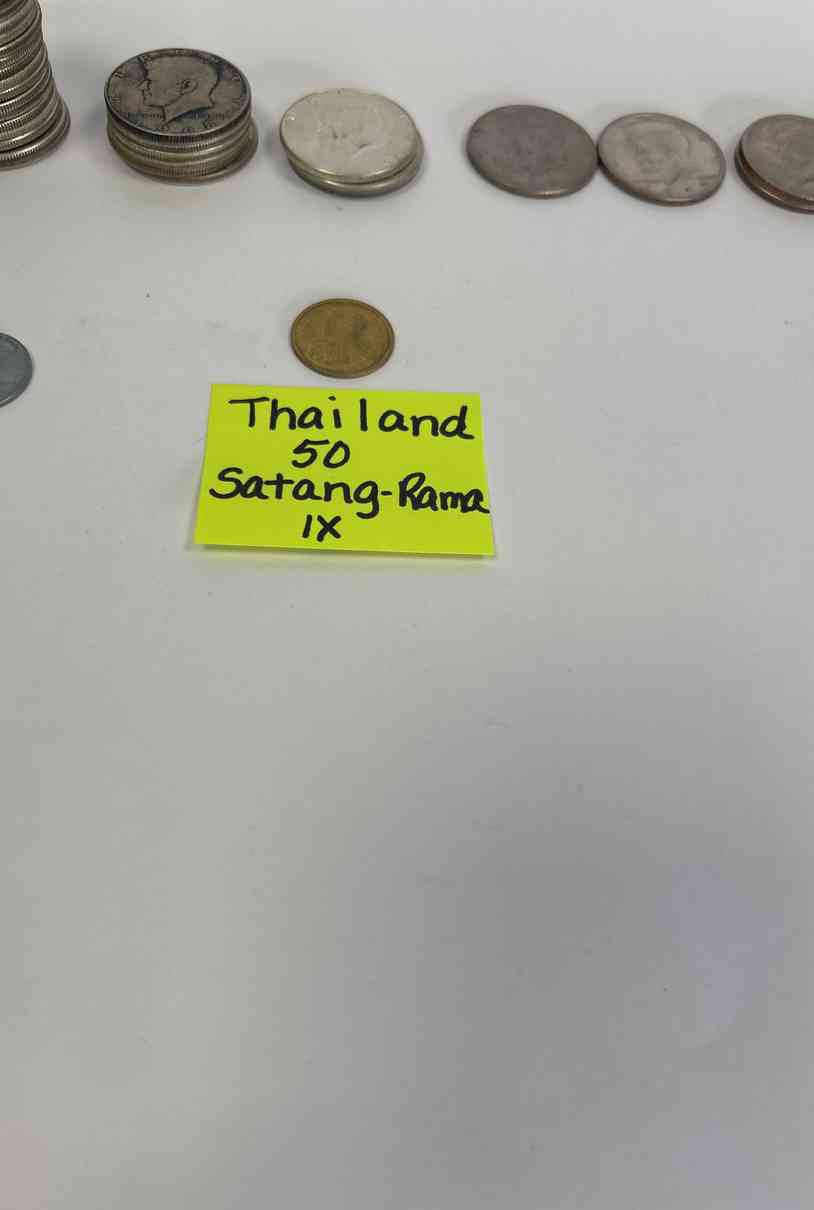 Thailand
50
Satang-Rama
IX